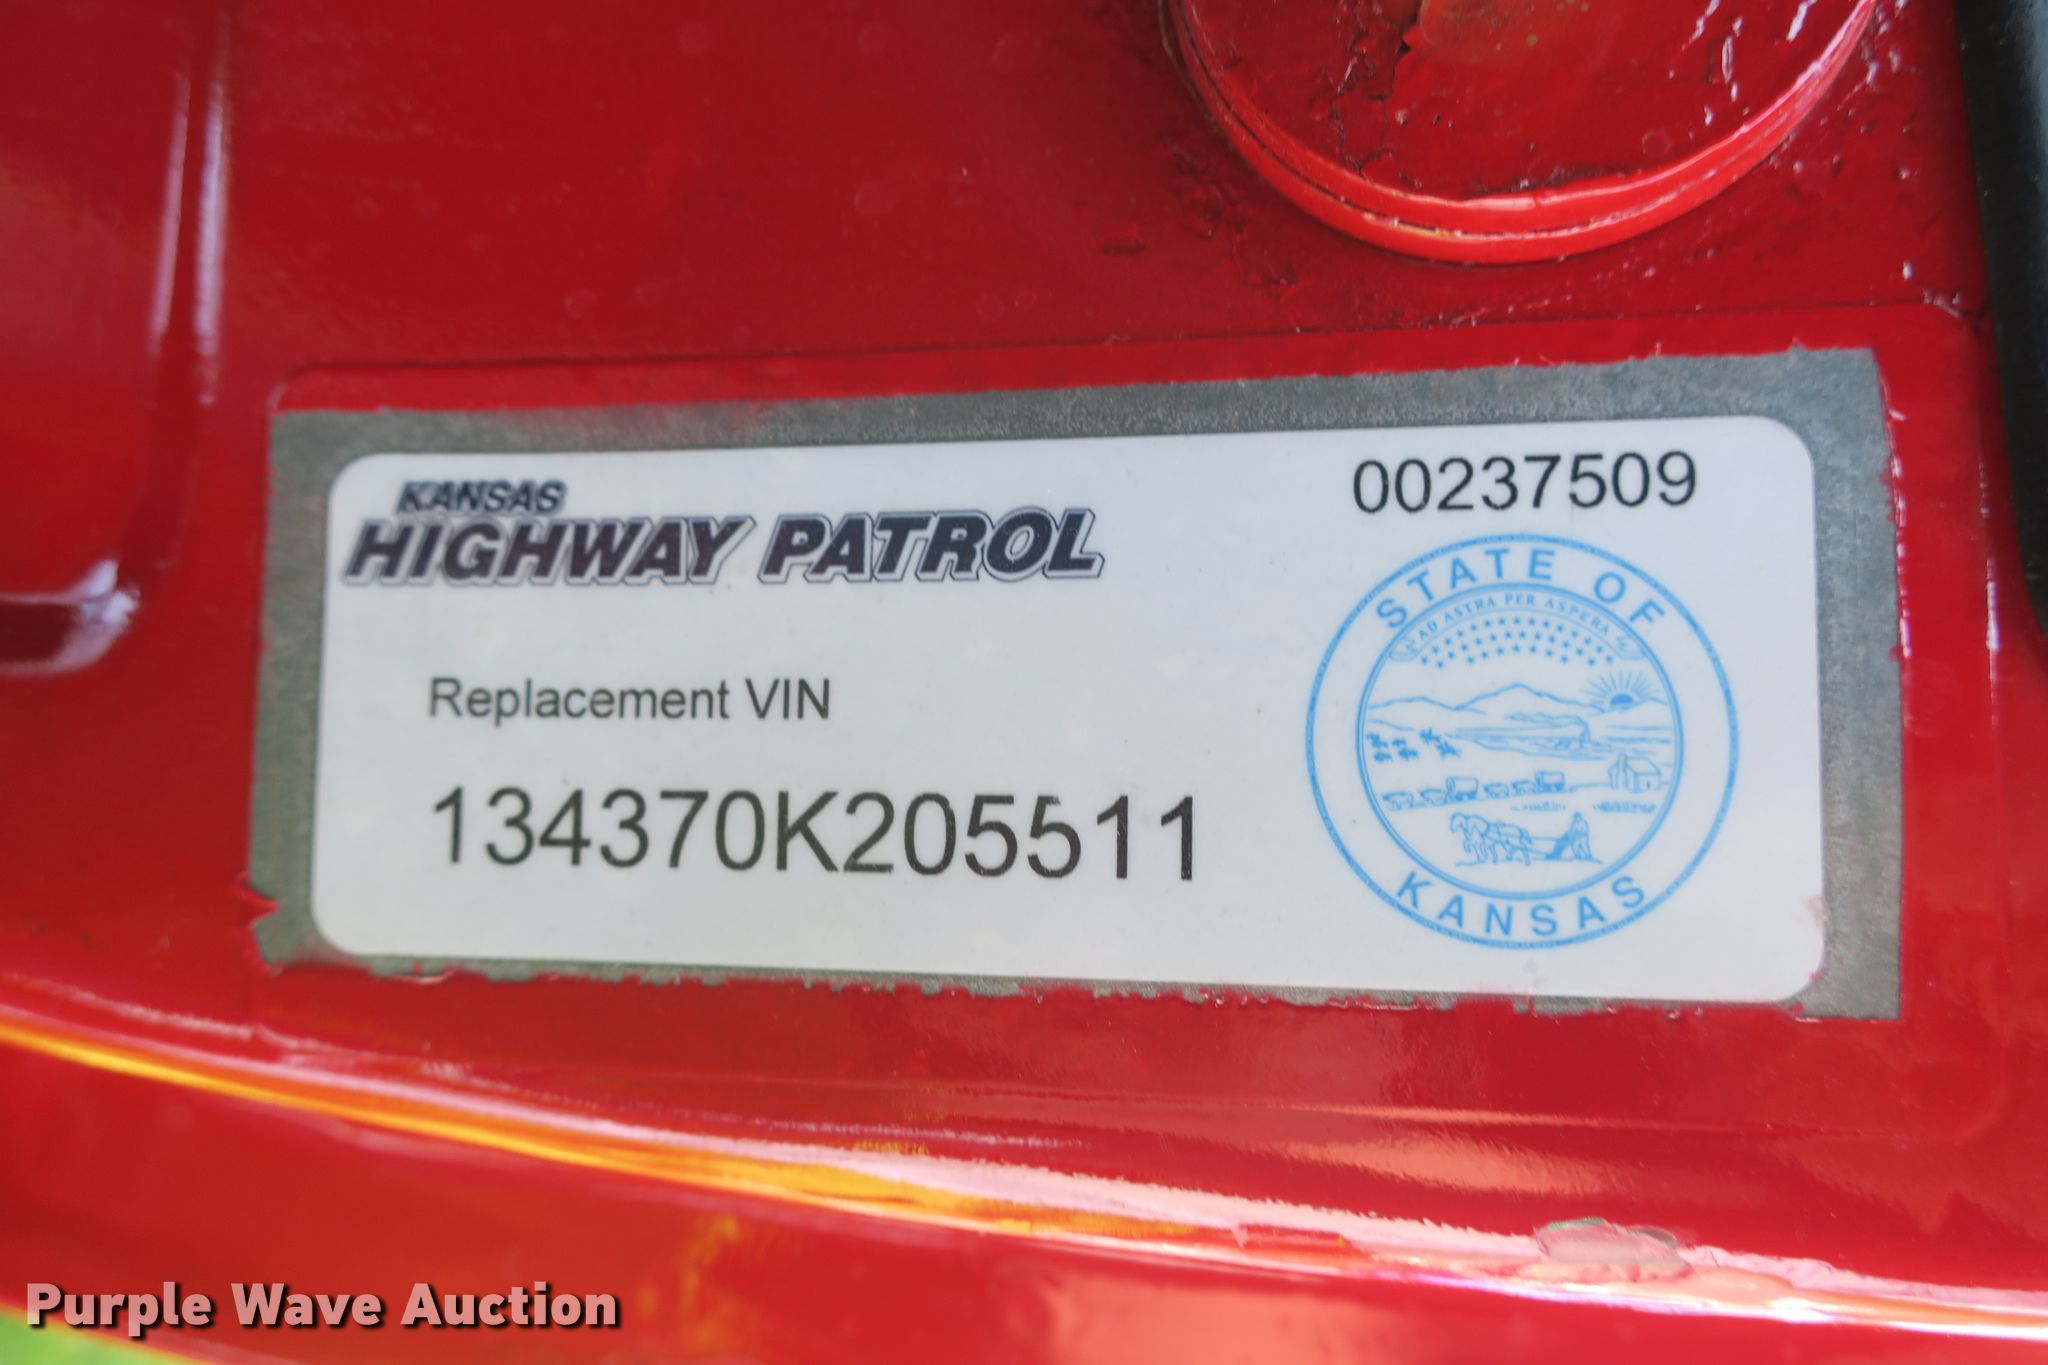 KANSAS
HIGHWAY PATROL
00237509
STATE OF
AD ASTRA PER ASPERA
Replacement VIN
134370K205511
KANSAS
Purple Wave Auction